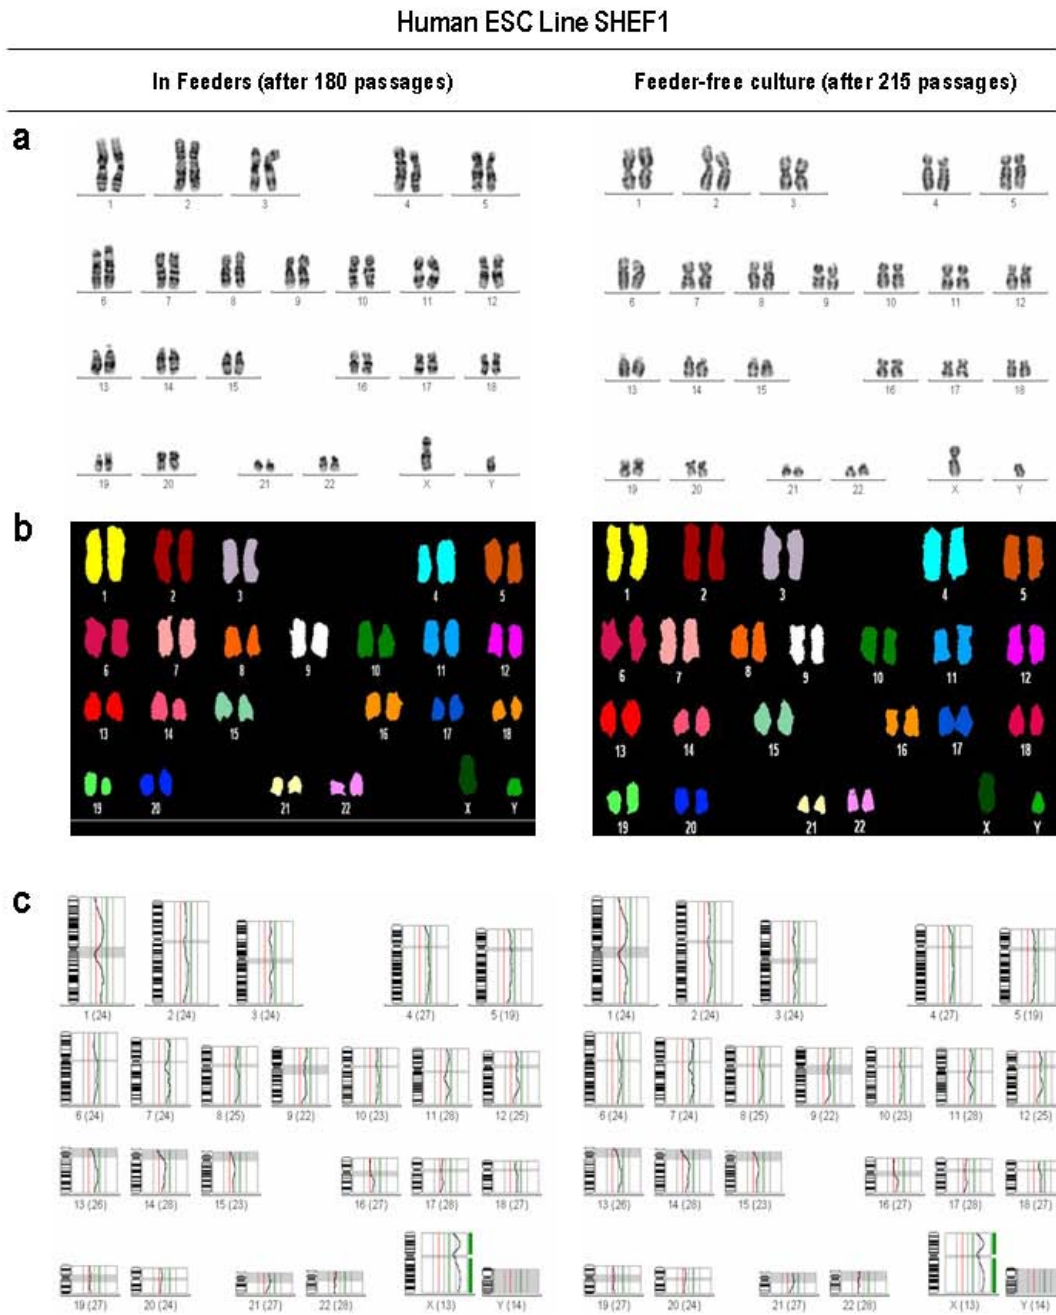 Human ESC Line SHEF1
In Feeders (after 180 passages) Feeder-free culture (after 215 passages)
a
1 2 3 4 5 1 2 3 4 5
6 7 8 9 10 11 12 6 7 8 9 10 11 12
13 14 15 16 17 18 13 14 15 16 17 18
19 20 21 22 X Y 19 20 21 22 X Y
b
1 2 3 4 5 1 2 3 4 5
6 7 8 9 10 11 12 6 7 8 9 10 11 12
13 14 15 16 17 18 13 14 15 16 17 18
19 20 21 22 X Y 19 20 21 22 X Y
c
1 (24) 2 (24) 3 (24) 4 (27) 5 (19) 1 (24) 2 (24) 3 (24) 4 (27) 5 (19)
6 (24) 7 (24) 8 (25) 9 (22) 10 (23) 11 (28) 12 (25) 6 (24) 7 (24) 8 (25) 9 (22) 10 (23) 11 (28) 12 (25)
13 (26) 14 (28) 15 (23) 16 (27) 17 (28) 18 (27) 13 (26) 14 (28) 15 (23) 16 (27) 17 (28) 18 (27)
19 (27) 20 (24) 21 (27) 22 (28) X (13) Y (14) 19 (27) 20 (24) 21 (27) 22 (28) X (13) Y (14)